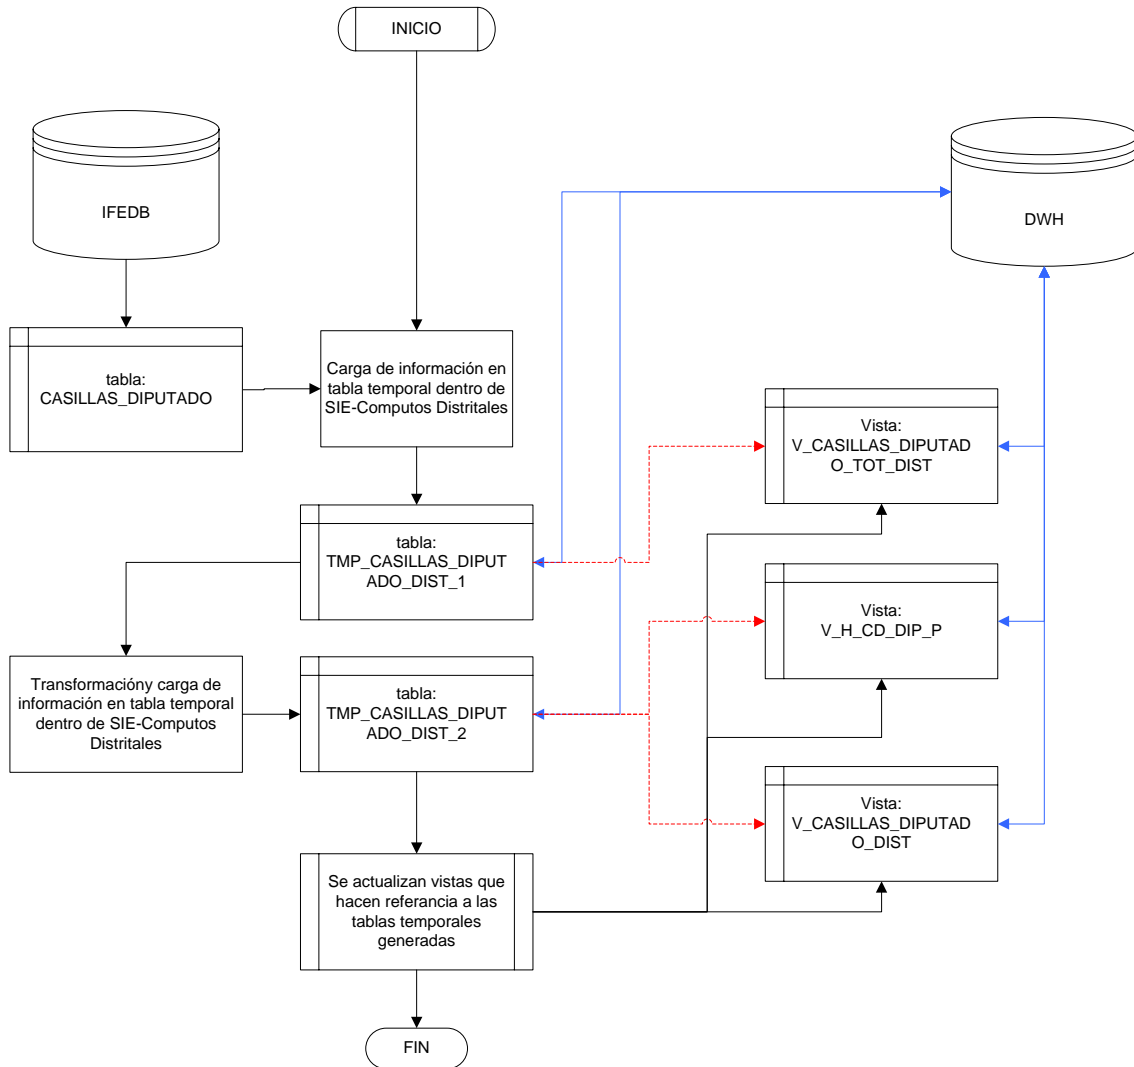 INICIO
IFEDB
DWH
tabla:
CASILLAS_DIPUTADO
Carga de información en
tabla temporal dentro de
SIE-Computos Distritales
Vista:
V_CASILLAS_DIPUTAD
O_TOT_DIST
tabla:
TMP_CASILLAS_DIPUT
ADO_DIST_1
Vista:
V_H_CD_DIP_P
Transformacióny carga de
información en tabla temporal
dentro de SIE-Computos
Distritales
tabla:
TMP_CASILLAS_DIPUT
ADO_DIST_2
Vista:
V_CASILLAS_DIPUTAD
O_DIST
Se actualizan vistas que
hacen referancia a las
tablas temporales
generadas
FIN